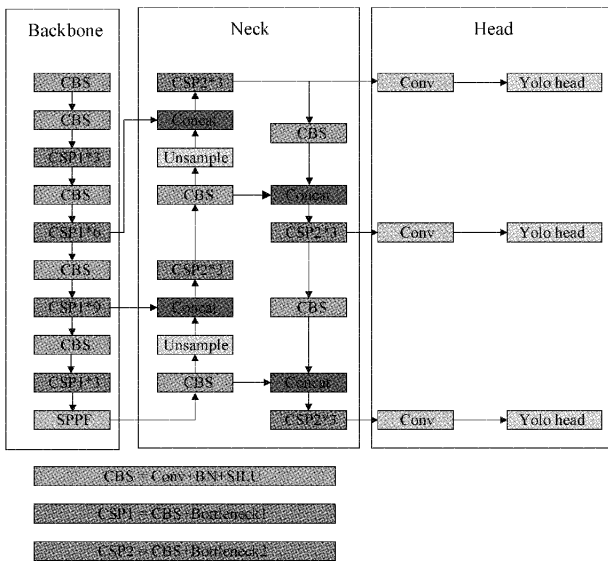 Backbone
Neck
Head
CBS
CBS
CSP1*3
CBS
CSP1*6
CBS
CSP1*9
CBS
CSP1*3
SPPF
CSP2*3
Concat
Unsample
CBS
CSP2*3
Concat
Unsample
CBS
CBS
Concat
CSP2*3
CBS
Concat
CSP2*3
Conv
Yolo head
Conv
Yolo head
Conv
Yolo head
CBS = Conv+BN+SILU
CSP1 = CBS+Bottleneck1
CSP2 = CBS+Bottleneck2